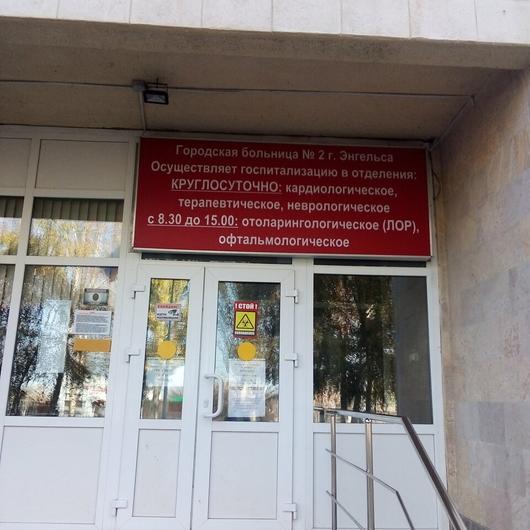 Городская больница № 2 г. Энгельса
Осуществляет госпитализацию в отделения:
КРУГЛОСУТОЧНО: кардиологическое,
терапевтическое, неврологическое
с 8.30 до 15.00: отоларингологическое (ЛОР),
офтальмологическое
! СТОЙ !